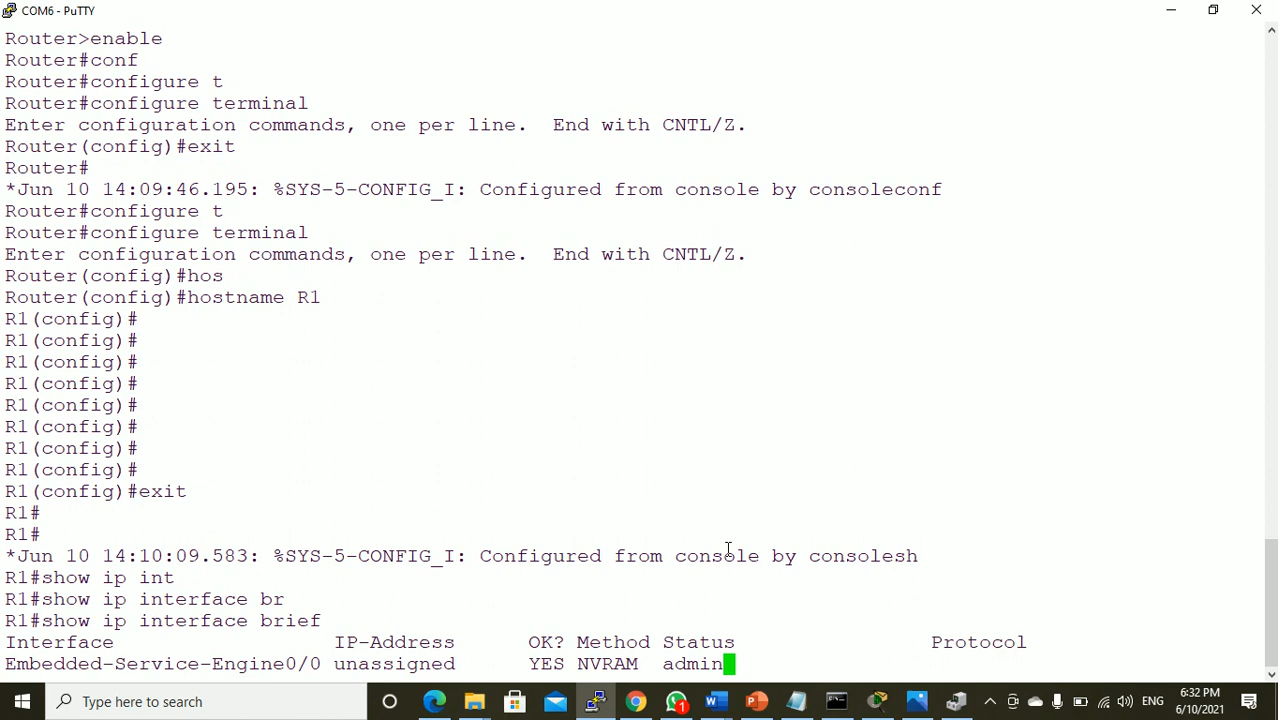 COM6 - PuTTY
Router>enable
Router#conf
Router#configure t
Router#configure terminal
Enter configuration commands, one per line.  End with CNTL/Z.
Router(config)#exit
Router#
*Jun 10 14:09:46.195: %SYS-5-CONFIG_I: Configured from console by consoleconf
Router#configure t
Router#configure terminal
Enter configuration commands, one per line.  End with CNTL/Z.
Router(config)#hos
Router(config)#hostname R1
R1(config)#
R1(config)#
R1(config)#
R1(config)#
R1(config)#
R1(config)#
R1(config)#
R1(config)#
R1(config)#exit
R1#
R1#
*Jun 10 14:10:09.583: %SYS-5-CONFIG_I: Configured from console by consolesh
R1#show ip int
R1#show ip interface br
R1#show ip interface brief
Interface                  IP-Address      OK? Method Status                Protocol
Embedded-Service-Engine0/0 unassigned      YES NVRAM  admin
Type here to search
1
W
P
ENG
6:32 PM
6/10/2021